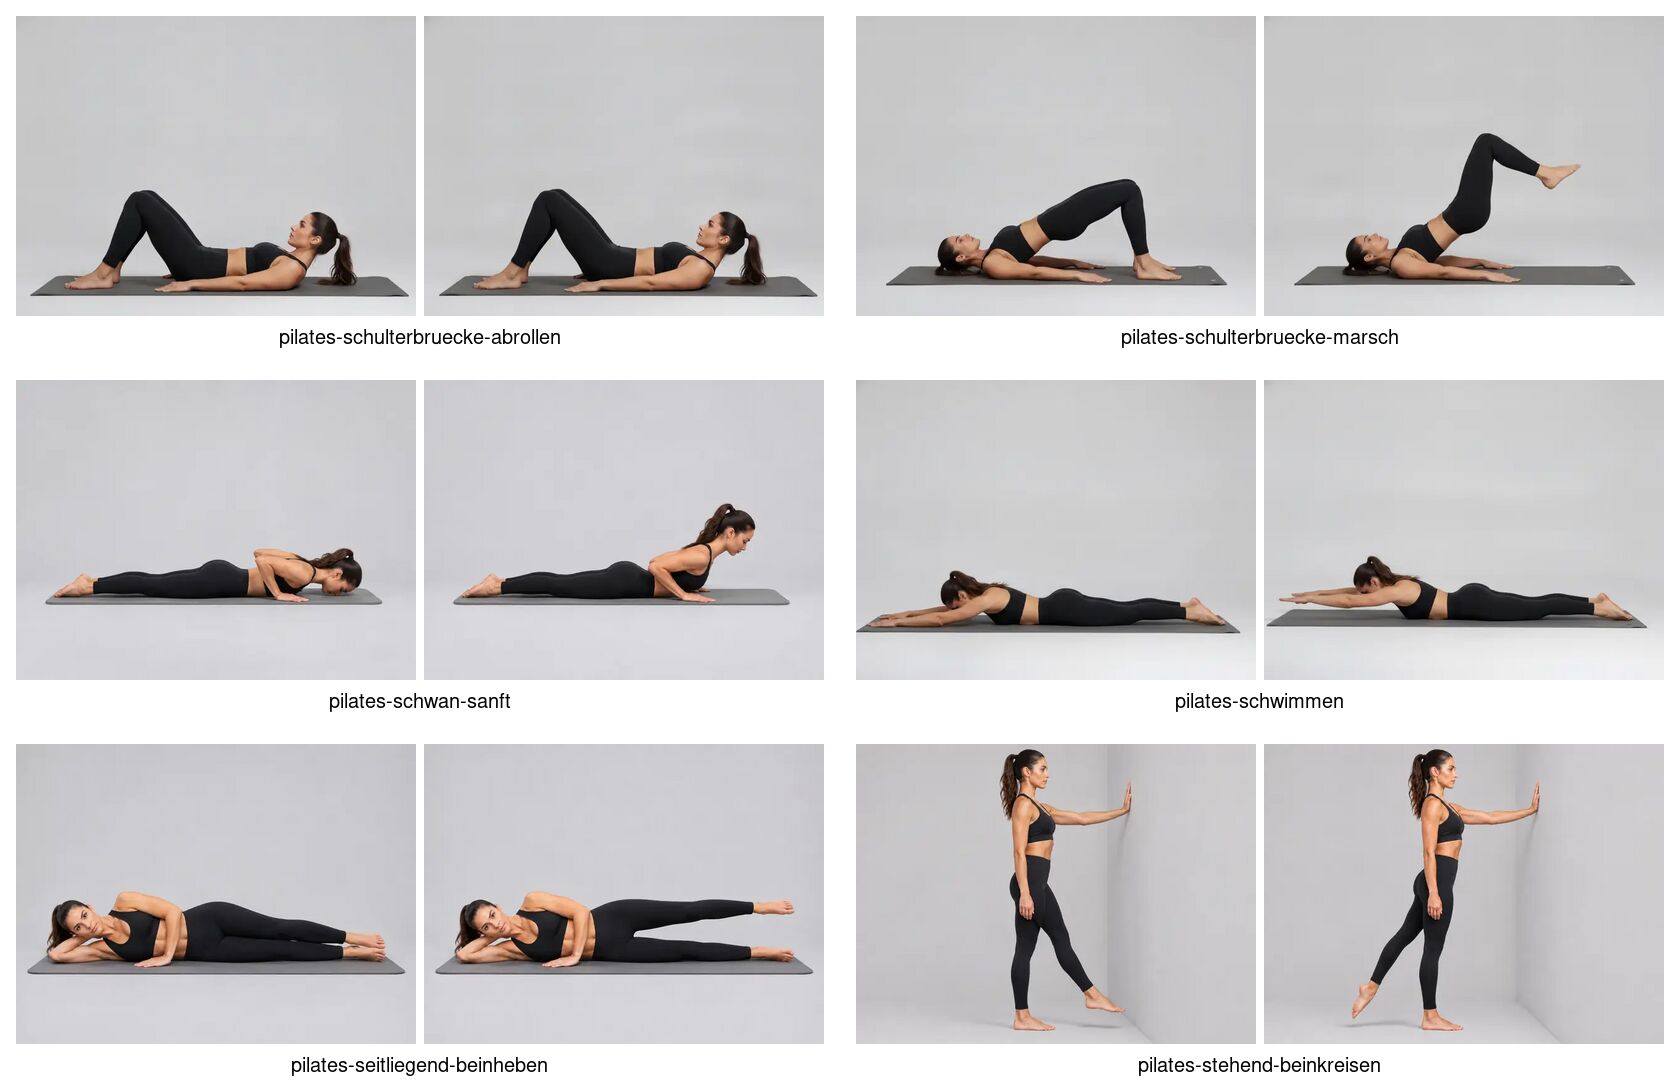 pilates-schulterbruecke-abrollen
pilates-schulterbruecke-marsch
pilates-schwan-sanft
pilates-schwimmen
pilates-seitliegend-beinheben
pilates-stehend-beinkreisen